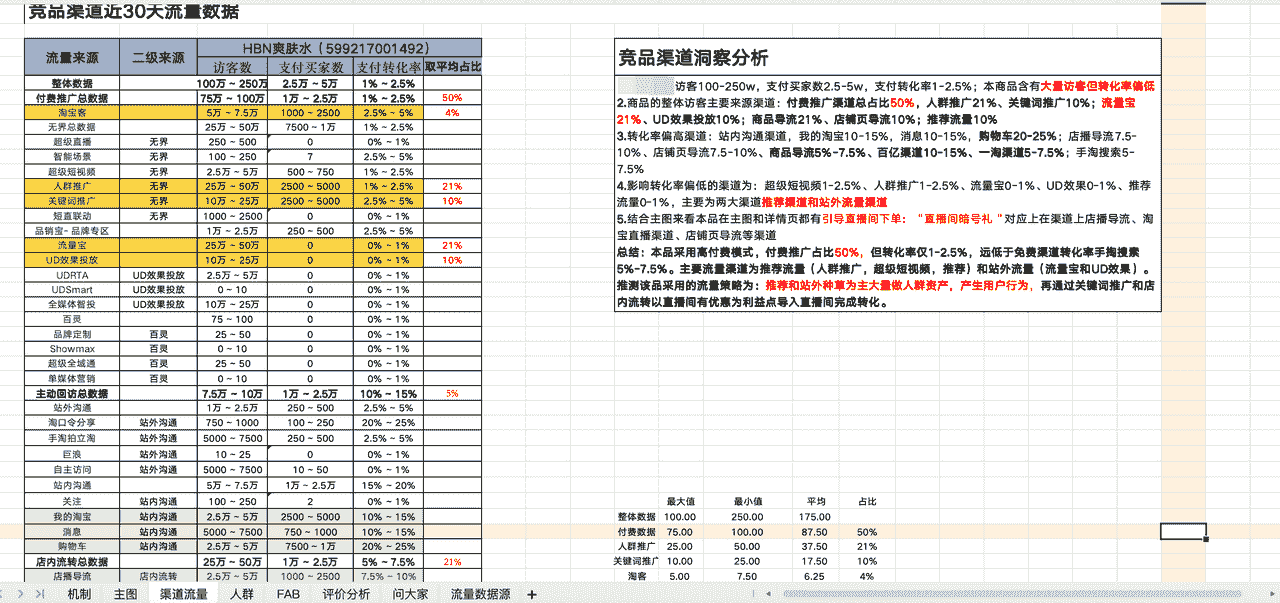 竞品渠道近30天流量数据
流量来源 二级来源 HBN爽肤水（599217001492）
访客数 支付买家数 支付转化率 取平均占比
整体数据 100万 ~ 250万 2.5万 ~ 5万 1% ~ 2.5%
付费推广总数据 75万 ~ 100万 1万 ~ 2.5万 1% ~ 2.5% 50%
淘宝客 5万 ~ 7.5万 1000 ~ 2500 2.5% ~ 5% 4%
无界总数据 25万 ~ 50万 7500 ~ 1万 1% ~ 2.5%
超级直播 无界 250 ~ 500 0 0% ~ 1%
智能场景 无界 100 ~ 250 7 2.5% ~ 5%
超级短视频 无界 2.5万 ~ 5万 500 ~ 750 1% ~ 2.5%
人群推广 无界 25万 ~ 50万 2500 ~ 5000 1% ~ 2.5% 21%
关键词推广 无界 10万 ~ 25万 2500 ~ 5000 2.5% ~ 5% 10%
短直联动 无界 1000 ~ 2500 0 0% ~ 1%
品销宝- 品牌专区 1万 ~ 2.5万 250 ~ 500 2.5% ~ 5%
流量宝 25万 ~ 50万 0 0% ~ 1% 21%
UD效果投放 10万 ~ 25万 0 0% ~ 1% 10%
UDRTA UD效果投放 2.5万 ~ 5万 0 0% ~ 1%
UDSmart UD效果投放 0 ~ 10 0 0% ~ 1%
全媒体智投 UD效果投放 10万 ~ 25万 0 0% ~ 1%
百灵 75 ~ 100 0 0% ~ 1%
品牌定制 百灵 25 ~ 50 0 0% ~ 1%
Showmax 百灵 0 ~ 10 0 0% ~ 1%
超级全域通 百灵 25 ~ 50 0 0% ~ 1%
单媒体营销 百灵 0 ~ 10 0 0% ~ 1%
主动回访总数据 7.5万 ~ 10万 1万 ~ 2.5万 10% ~ 15% 5%
站外沟通 1万 ~ 2.5万 250 ~ 500 2.5% ~ 5%
淘口令分享 站外沟通 750 ~ 1000 100 ~ 250 20% ~ 25%
手淘拍立淘 站外沟通 5000 ~ 7500 250 ~ 500 2.5% ~ 5%
巨浪 站外沟通 10 ~ 25 0 0% ~ 1%
自主访问 站外沟通 5000 ~ 7500 10 ~ 50 0% ~ 1%
站内沟通 5万 ~ 7.5万 1万 ~ 2.5万 15% ~ 20%
关注 站内沟通 100 ~ 250 2 0% ~ 1%
我的淘宝 站内沟通 2.5万 ~ 5万 2500 ~ 5000 10% ~ 15%
消息 站内沟通 5000 ~ 7500 750 ~ 1000 10% ~ 15%
购物车 站内沟通 2.5万 ~ 5万 7500 ~ 1万 20% ~ 25%
店内流转总数据 25万 ~ 50万 1万 ~ 2.5万 5% ~ 7.5% 21%
店播导流 店内流转 2.5万 ~ 5万 1000 ~ 2500 7.5% ~ 10%
竞品渠道洞察分析
访客100-250w，支付买家数2.5-5w，支付转化率1-2.5%；本商品含有大量访客但转化率偏低
2.商品的整体访客主要来源渠道：付费推广渠道总占比50%，人群推广21%、关键词推广10%；流量宝
21%、UD效果投放10%；商品导流21%、店铺页导流10%；推荐流量10%
3.转化率偏高渠道：站内沟通渠道，我的淘宝10-15%，消息10-15%，购物车20-25%；店播导流7.5-
10%、店铺页导流7.5-10%、商品导流5%-7.5%、百亿渠道10-15%、一淘渠道5-7.5%；手淘搜索5-
7.5%
4.影响转化率偏低的渠道为：超级短视频1-2.5%、人群推广1-2.5%、流量宝0-1%、UD效果0-1%、推荐
流量0-1%，主要为两大渠道推荐渠道和站外流量渠道
5.结合主图来看本品在主图和详情页都有引导直播间下单：“直播间暗号礼 ”对应上在渠道上店播导流、淘
宝直播渠道、店铺页导流等渠道
总结：本品采用高付费模式，付费推广占比50%，但转化率仅1-2.5%，远低于免费渠道转化率手掏搜索
5%-7.5%。主要流量渠道为推荐流量（人群推广，超级短视频，推荐）和站外流量（流量宝和UD效果）。
推测该品采用的流量策略为：推荐和站外种草为主大量做人群资产，产生用户行为，再通过关键词推广和店
内流转以直播间有优惠为利益点导入直播间完成转化。
最大值 最小值 平均 占比
整体数据 100.00 250.00 175.00
付费数据 75.00 100.00 87.50 50%
人群推广 25.00 50.00 37.50 21%
关键词推广 10.00 25.00 17.50 10%
淘客 5.00 7.50 6.25 4%
机制 主图 渠道流量 人群 FAB 评价分析 问大家 流量数据源 +